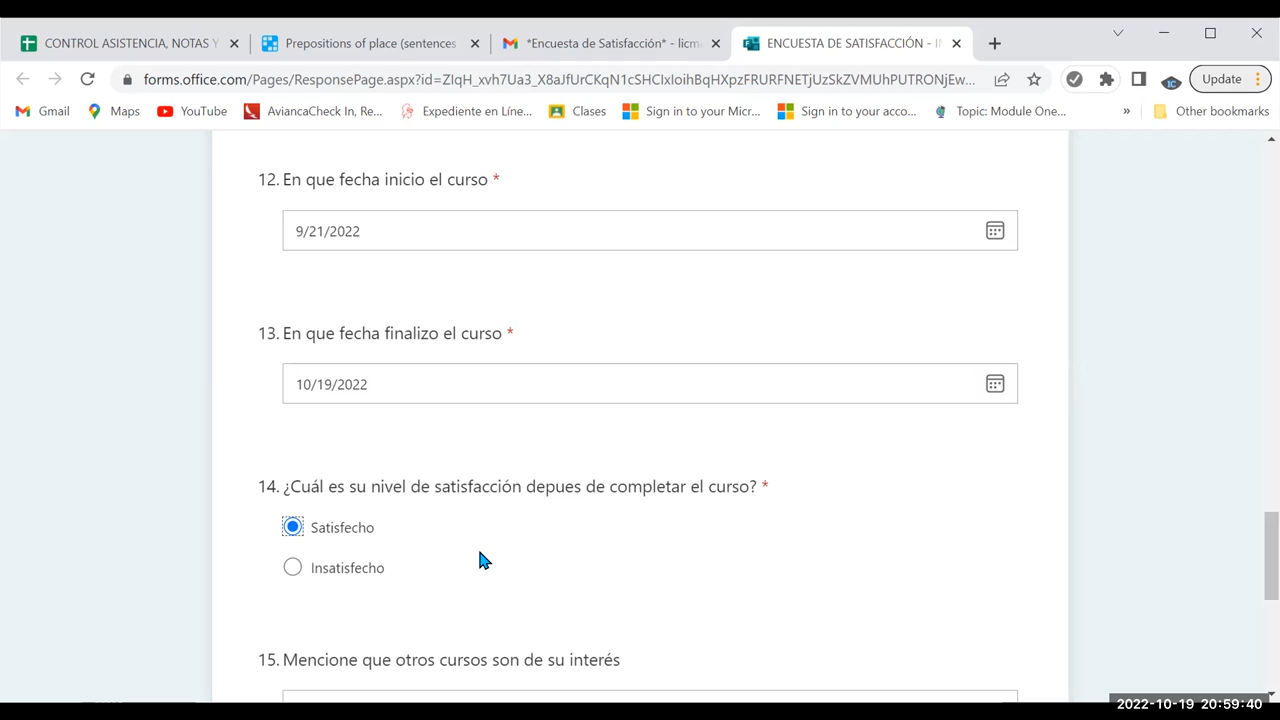 CONTROL ASISTENCIA, NOTAS Y
Prepositions of place (sentences
*Encuesta de Satisfacción* - licm
ENCUESTA DE SATISFACCIÓN - IN
forms.office.com/Pages/ResponsePage.aspx?id=ZIqH_xvh7Ua3_X8aJfUrCKqN1cSHCIxIoihBqHXpzFRURFNETjUzSkZVMUhPUTRONjEw...
IC
Update
Gmail
Maps
YouTube
AviancaCheck In, Re...
Expediente en Líne...
Clases
Sign in to your Micr...
Sign in to your acco...
Topic: Module One...
»
Other bookmarks
12. En que fecha inicio el curso *
9/21/2022
13. En que fecha finalizo el curso *
10/19/2022
14. ¿Cuál es su nivel de satisfacción depues de completar el curso? *
Satisfecho
Insatisfecho
15. Mencione que otros cursos son de su interés
2022-10-19 20:59:40